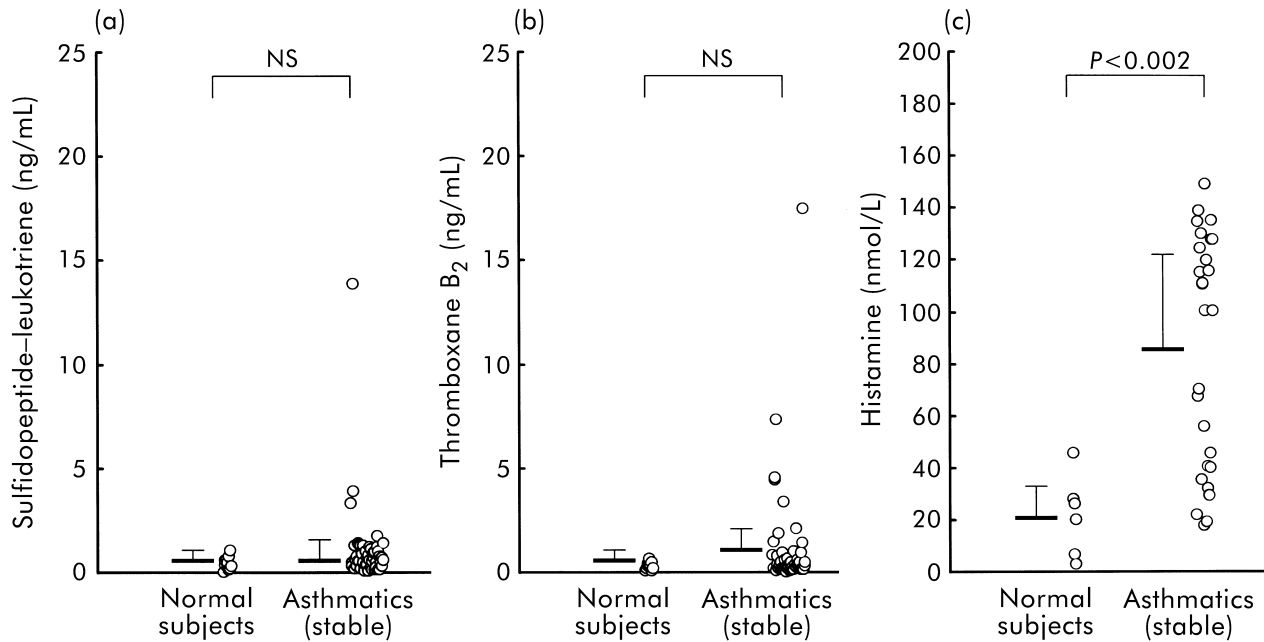 (a)
Sulfidopeptide–leukotriene (ng/mL)
25
20
15
10
5
0
NS
Normal
subjects
Asthmatics
(stable)
(b)
Thromboxane B2 (ng/mL)
25
20
15
10
5
0
NS
Normal
subjects
Asthmatics
(stable)
(c)
Histamine (nmol/L)
200
180
160
140
120
100
80
60
40
20
0
P<0.002
Normal
subjects
Asthmatics
(stable)